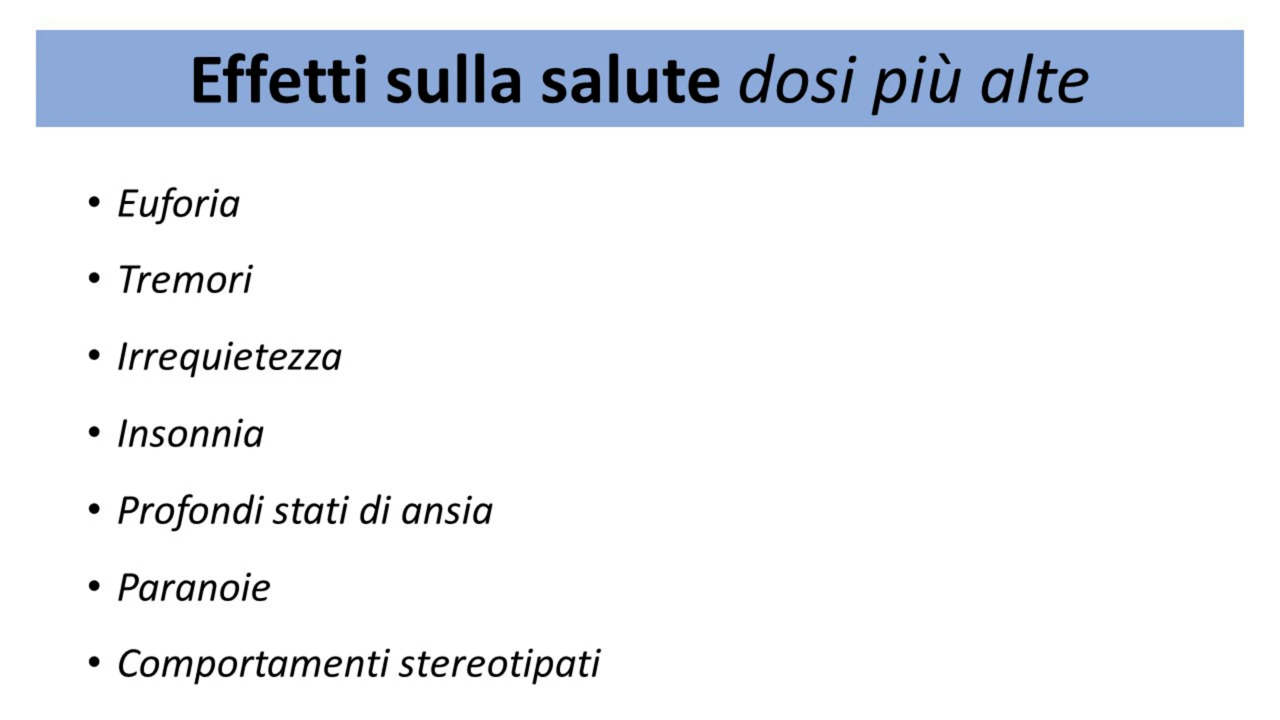 Effetti sulla salute dosi più alte
• Euforia
• Tremori
• Irrequietezza
• Insonnia
• Profondi stati di ansia
• Paranoie
• Comportamenti stereotipati